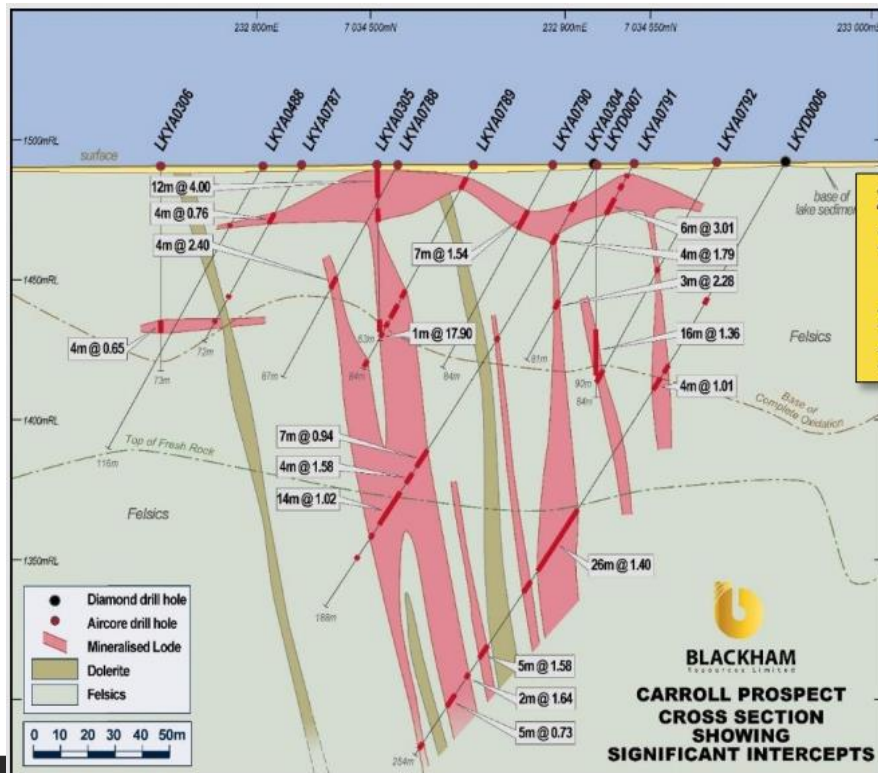 232 800mE
7 034 500mN
232 900mE
7 034 550mN
233 000mE
LKYA0306
LKYA0488
LKYA0787
LKYA0305
LKYA0788
LKYA0789
LKYA0790
LKYA0304
LKYD0007
LKYA0791
LKYA0792
LKYD0006
1500mRL
surface
12m @ 4.00
base of
lake sediment
4m @ 0.76
6m @ 3.01
4m @ 2.40
7m @ 1.54
4m @ 1.79
1450mRL
3m @ 2.28
Felsics
4m @ 0.65
53m
1m @ 17.90
16m @ 1.36
72m
73m
67m
84m
84m
81m
90m
84m
4m @ 1.01
1400mRL
Base of
Complete Oxidation
Top of Fresh Rock
7m @ 0.94
116m
4m @ 1.58
14m @ 1.02
Felsics
1350mRL
26m @ 1.40
186m
Diamond drill hole
Aircore drill hole
Mineralised Lode
Dolerite
Felsics
0 10 20 30 40 50m
5m @ 1.58
2m @ 1.64
5m @ 0.73
254m
BLACKHAM
Resources Limited
CARROLL PROSPECT
CROSS SECTION
SHOWING
SIGNIFICANT INTERCEPTS